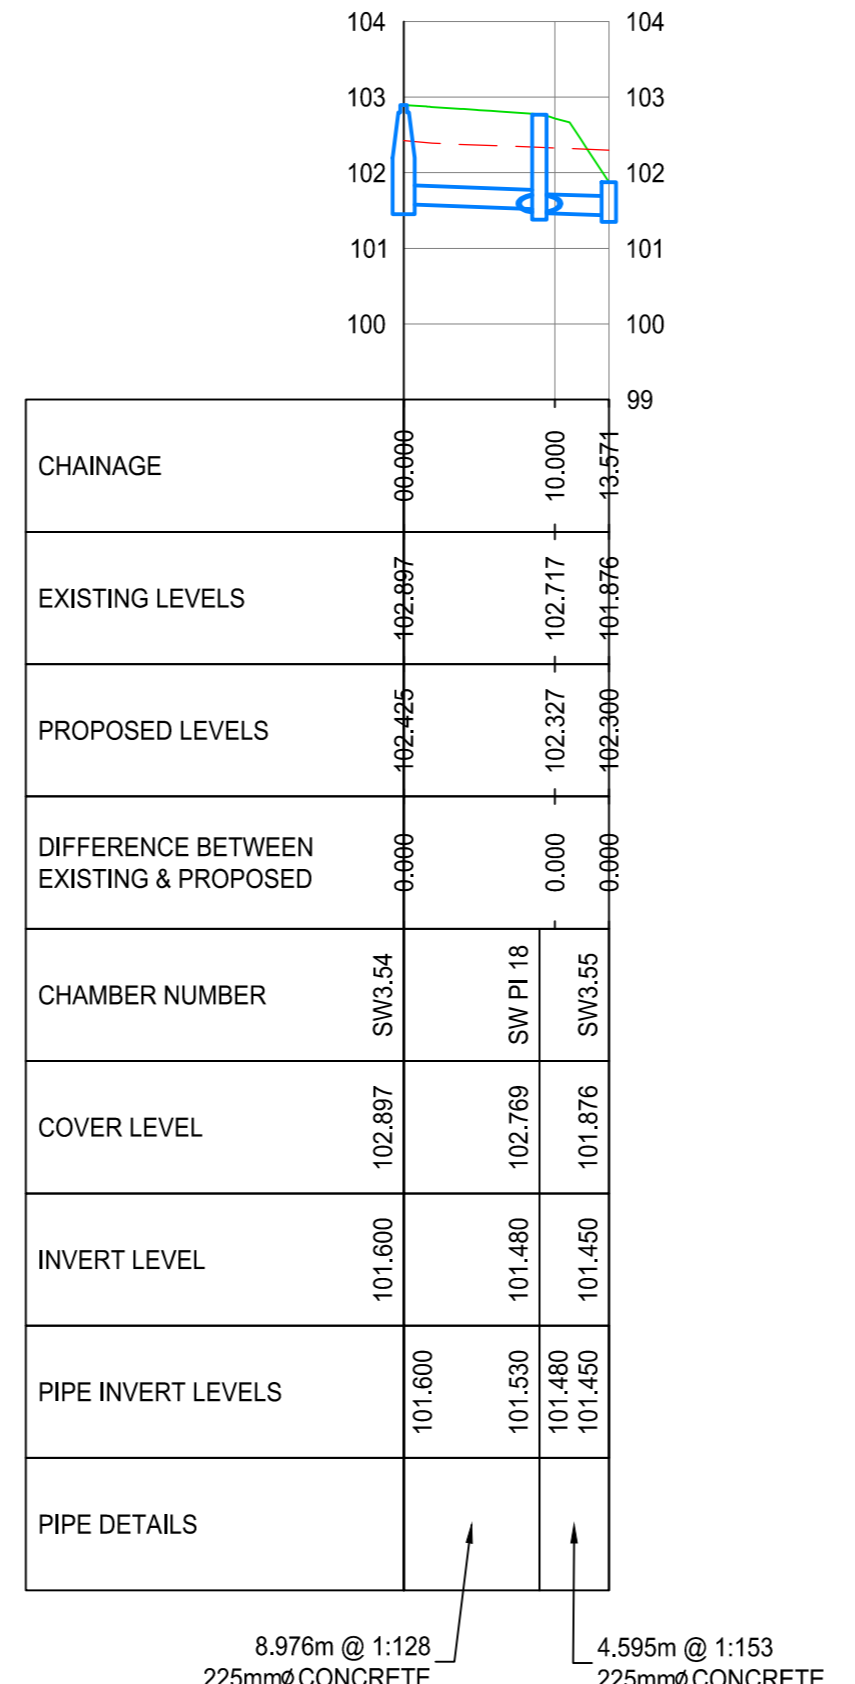 104 104
103 103
102 102
101 101
100 100
99
CHAINAGE 00.000 10.000 13.571
EXISTING LEVELS 102.897 102.717 101.876
PROPOSED LEVELS 102.425 102.327 102.300
DIFFERENCE BETWEEN
EXISTING & PROPOSED 0.000 0.000 0.000
CHAMBER NUMBER SW3.54 SW PI 18 SW3.55
COVER LEVEL 102.897 102.769 101.876
INVERT LEVEL 101.600 101.480 101.450
PIPE INVERT LEVELS 101.600 101.530 101.480 101.450
PIPE DETAILS
8.976m @ 1:128
225mmØ CONCRETE
4.595m @ 1:153
225mmØ CONCRETE